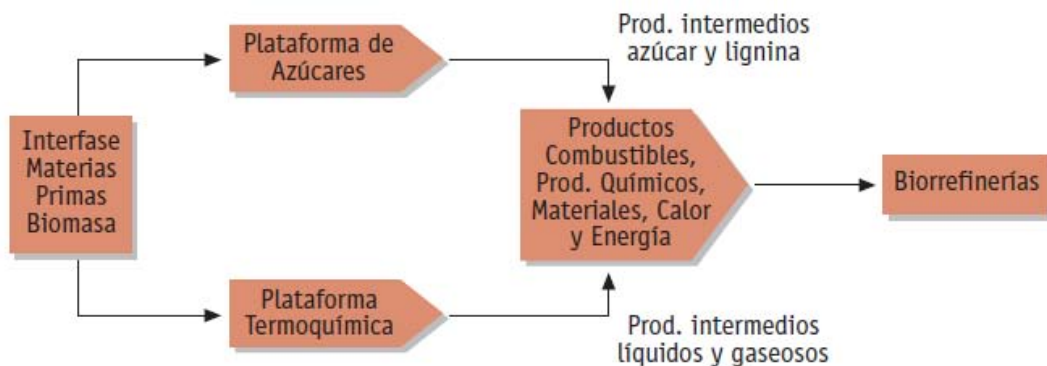 Plataforma de
Azúcares
Prod. intermedios
azúcar y lignina
Interfase
Materias
Primas
Biomasa
Productos
Combustibles,
Prod. Químicos,
Materiales, Calor
y Energía
Biorrefinerías
Plataforma
Termoquímica
Prod. intermedios
líquidos y gaseosos